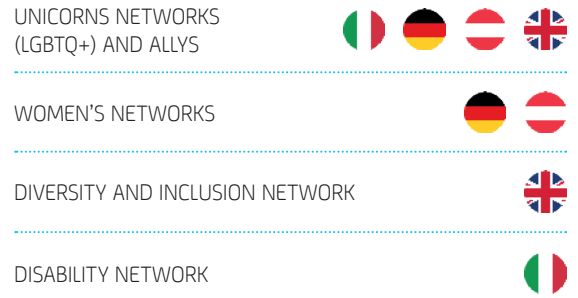 UNICORNS NETWORKS
(LGBTQ+) AND ALLYS
WOMEN'S NETWORKS
DIVERSITY AND INCLUSION NETWORK
DISABILITY NETWORK